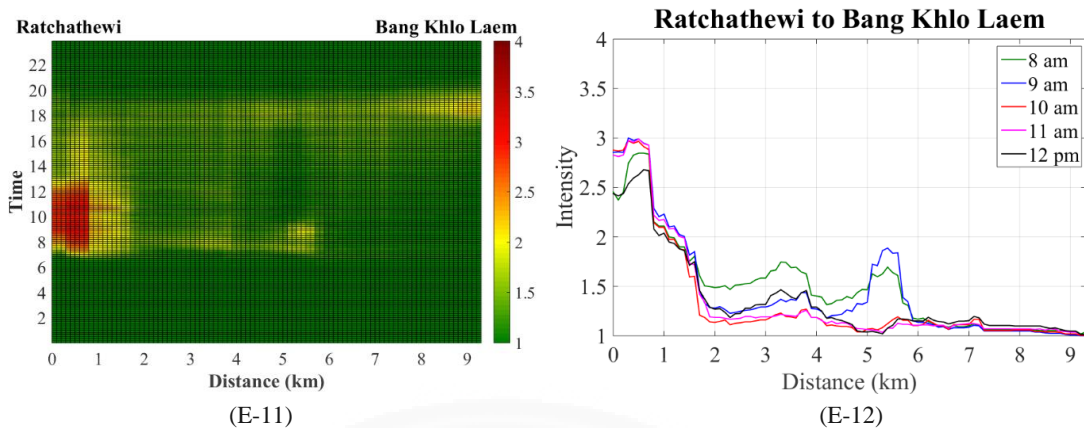 Ratchathewi Bang Khlo Laem
22
20
18
16
14
12
10
8
6
4
2
Time
0 1 2 3 4 5 6 7 8 9
Distance (km)
4
3.5
3
2.5
2
1.5
1
(E-11)
Ratchathewi to Bang Khlo Laem
4
3.5
3
2.5
2
1.5
1
Intensity
0 1 2 3 4 5 6 7 8 9
Distance (km)
8 am
9 am
10 am
11 am
12 pm
(E-12)